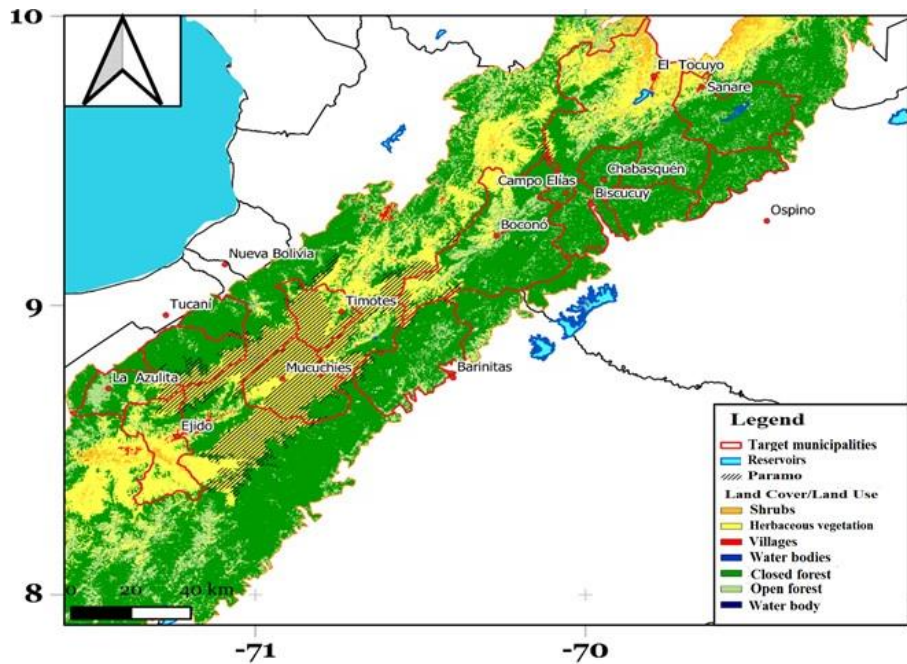 10
El Tocuyo
Sanare
Chabasquén
Campo Elías
Biscucuy
Ospino
Boconó
Nueva Bolivia
9
Timotes
Tucaní
Mucuchies
Barinitas
La Azulita
Ejido
Legend
Target municipalities
Reservoirs
Paramo
Land Cover/Land Use
Shrubs
Herbaceous vegetation
Villages
Water bodies
Closed forest
Open forest
Water body
8
0 20 40 km
-71 -70